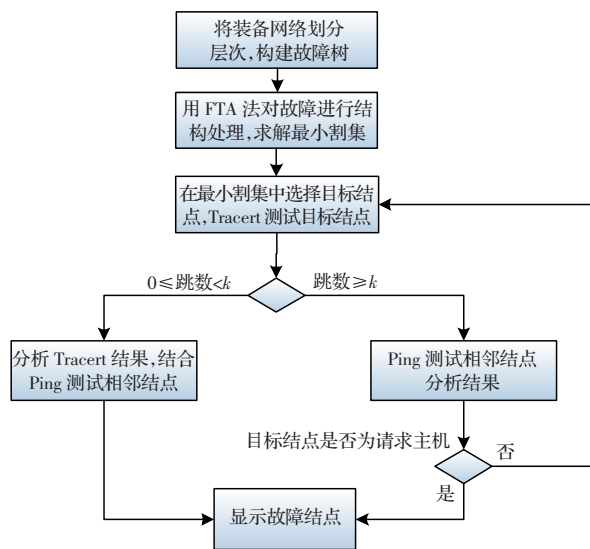 将装备网络划分
层次,构建故障树
用 FTA 法对故障进行结
构处理,求解最小割集
在最小割集中选择目标结
点,Tracert 测试目标结点
0≤跳数<k
跳数≥k
分析 Tracert 结果,结合
Ping 测试相邻结点
Ping 测试相邻结点
分析结果
目标结点是否为请求主机
否
是
显示故障结点